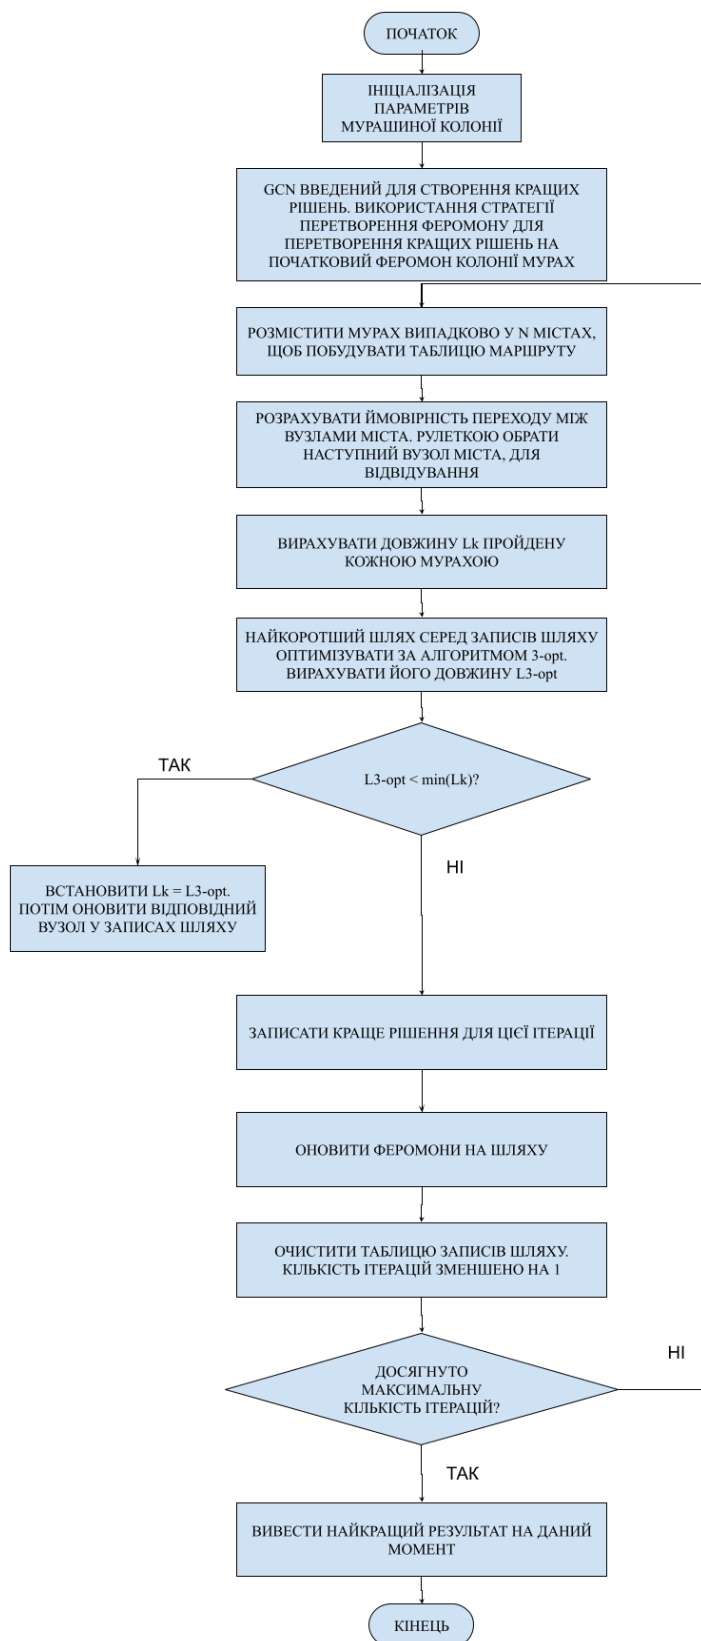 ПОЧАТОК
ІНІЦІАЛІЗАЦІЯ
ПАРАМЕТРІВ
МУРАШИНОЇ КОЛОНІЇ
GCN ВВЕДЕНИЙ ДЛЯ СТВОРЕННЯ КРАЩИХ
РІШЕНЬ. ВИКОРИСТАННЯ СТРАТЕГІЇ
ПЕРЕТВОРЕННЯ ФЕРОМОНУ ДЛЯ
ПЕРЕТВОРЕННЯ КРАЩИХ РІШЕНЬ НА
ПОЧАТКОВИЙ ФЕРОМОН КОЛОНІЇ МУРАХ
РОЗМІСТИТИ МУРАХ ВИПАДКОВО У N МІСТАХ,
ЩОБ ПОБУДУВАТИ ТАБЛИЦЮ МАРШРУТУ
РОЗРАХУВАТИ ЙМОВІРНІСТЬ ПЕРЕХОДУ МІЖ
ВУЗЛАМИ МІСТА. РУЛЕТКОЮ ОБРАТИ
НАСТУПНИЙ ВУЗОЛ МІСТА, ДЛЯ
ВІДВІДУВАННЯ
ВИРАХУВАТИ ДОВЖИНУ Lk ПРОЙДЕНУ
КОЖНОЮ МУРАХОЮ
НАЙКОРОТШИЙ ШЛЯХ СЕРЕД ЗАПИСІВ ШЛЯХУ
ОПТИМІЗУВАТИ ЗА АЛГОРИТМОМ 3-opt.
ВИРАХУВАТИ ЙОГО ДОВЖИНУ L3-opt
ТАК
L3-opt < min(Lk)?
НІ
ВСТАНОВИТИ Lk = L3-opt.
ПОТІМ ОНОВИТИ ВІДПОВІДНИЙ
ВУЗОЛ У ЗАПИСАХ ШЛЯХУ
ЗАПИСАТИ КРАЩЕ РІШЕННЯ ДЛЯ ЦІЄЇ ІТЕРАЦІЇ
ОНОВИТИ ФЕРОМОНИ НА ШЛЯХУ
ОЧИСТИТИ ТАБЛИЦЮ ЗАПИСІВ ШЛЯХУ.
КІЛЬКІСТЬ ІТЕРАЦІЙ ЗМЕНШЕНО НА 1
НІ
ДОСЯГНУТО
МАКСИМАЛЬНУ
КІЛЬКІСТЬ ІТЕРАЦІЙ?
ТАК
ВИВЕСТИ НАЙКРАЩИЙ РЕЗУЛЬТАТ НА ДАНИЙ
МОМЕНТ
КІНЕЦЬ